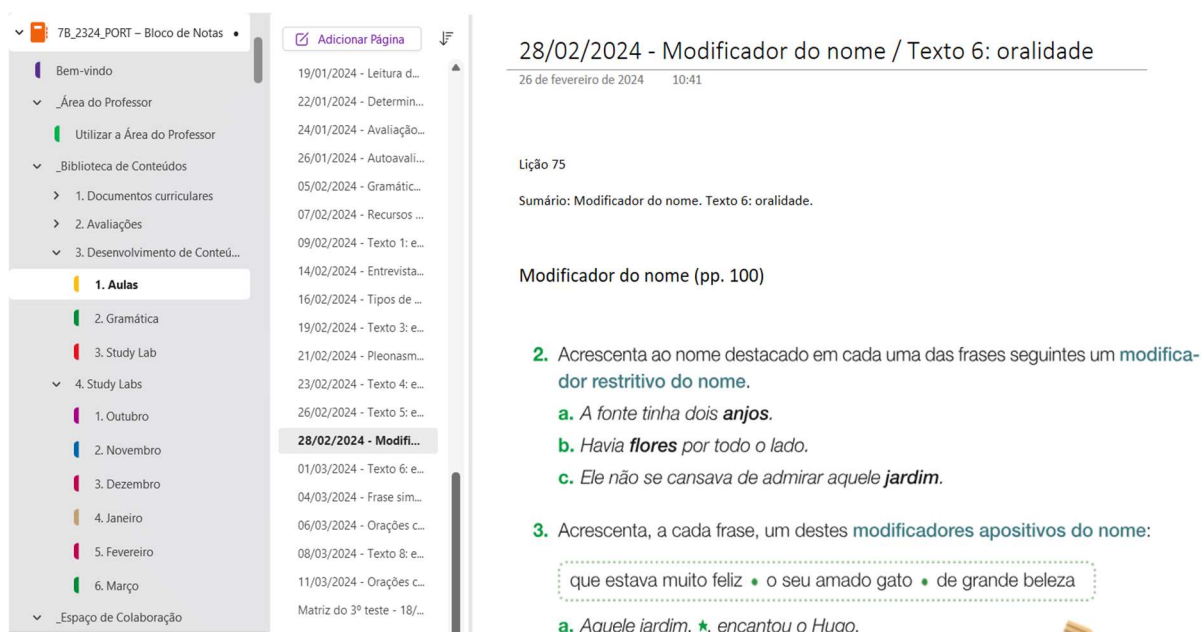 7B_2324_PORT – Bloco de Notas
Bem-vindo
_Área do Professor
Utilizar a Área do Professor
_Biblioteca de Conteúdos
1. Documentos curriculares
2. Avaliações
3. Desenvolvimento de Conteú...
1. Aulas
2. Gramática
3. Study Lab
4. Study Labs
1. Outubro
2. Novembro
3. Dezembro
4. Janeiro
5. Fevereiro
6. Março
_Espaço de Colaboração
Adicionar Página
19/01/2024 - Leitura d...
22/01/2024 - Determin...
24/01/2024 - Avaliação...
26/01/2024 - Autoavali...
05/02/2024 - Gramátic...
07/02/2024 - Recursos ...
09/02/2024 - Texto 1: e...
14/02/2024 - Entrevista...
16/02/2024 - Tipos de ...
19/02/2024 - Texto 3: e...
21/02/2024 - Pleonasm...
23/02/2024 - Texto 4: e...
26/02/2024 - Texto 5: e...
28/02/2024 - Modifi...
01/03/2024 - Texto 6: e...
04/03/2024 - Frase sim...
06/03/2024 - Orações c...
08/03/2024 - Texto 8: e...
11/03/2024 - Orações c...
Matriz do 3º teste - 18/...
28/02/2024 - Modificador do nome / Texto 6: oralidade
26 de fevereiro de 2024 10:41
Lição 75
Sumário: Modificador do nome. Texto 6: oralidade.
Modificador do nome (pp. 100)
2. Acrescenta ao nome destacado em cada uma das frases seguintes um modifica-
dor restritivo do nome.
a. A fonte tinha dois anjos.
b. Havia flores por todo o lado.
c. Ele não se cansava de admirar aquele jardim.
3. Acrescenta, a cada frase, um destes modificadores apositivos do nome:
que estava muito feliz • o seu amado gato • de grande beleza
a. Aquele jardim, ★, encantou o Hugo.